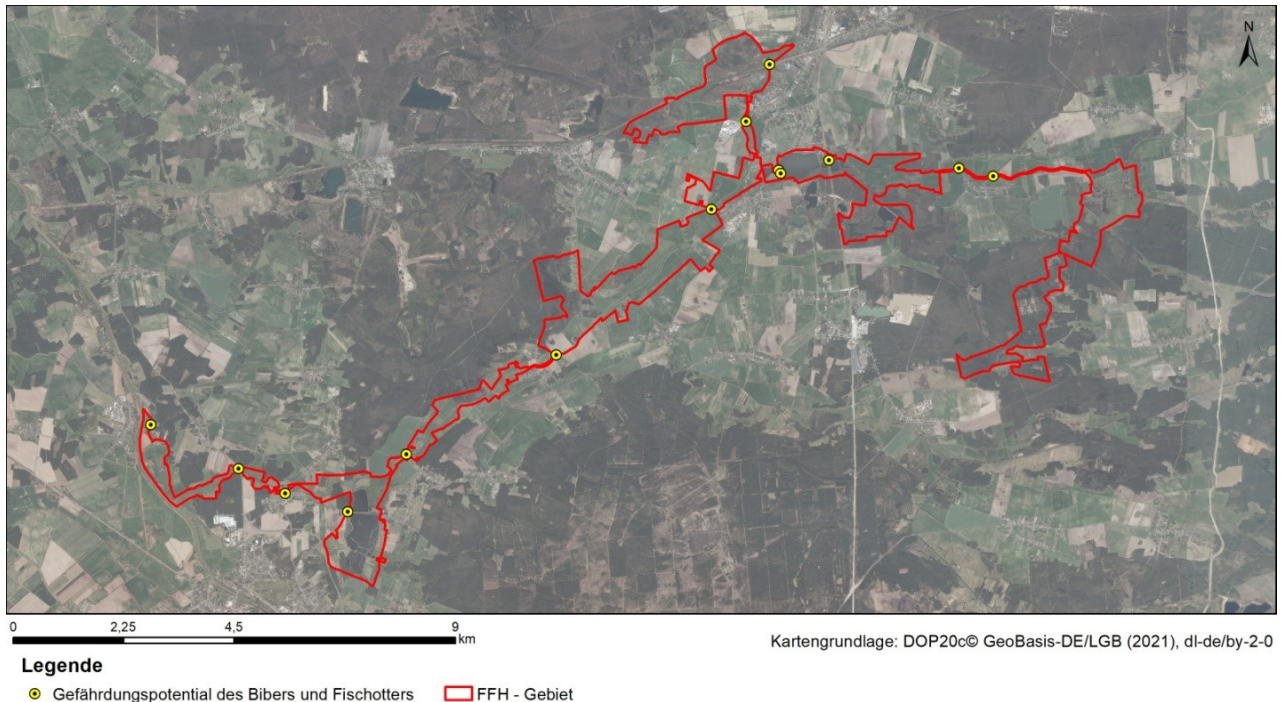 N
0 2,25 4,5 9
km
Kartengrundlage: DOP20c© GeoBasis-DE/LGB (2021), dl-de/by-2-0
Legende
Gefährdungspotential des Bibers und Fischotters FFH - Gebiet